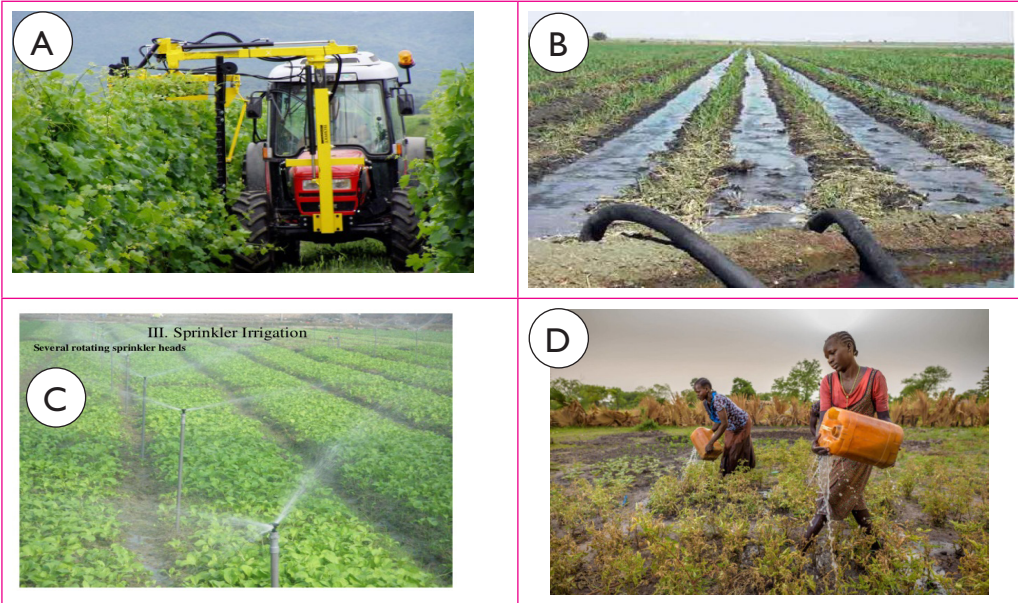 A
B
III. Sprinkler Irrigation
Several rotating sprinkler heads
C
D